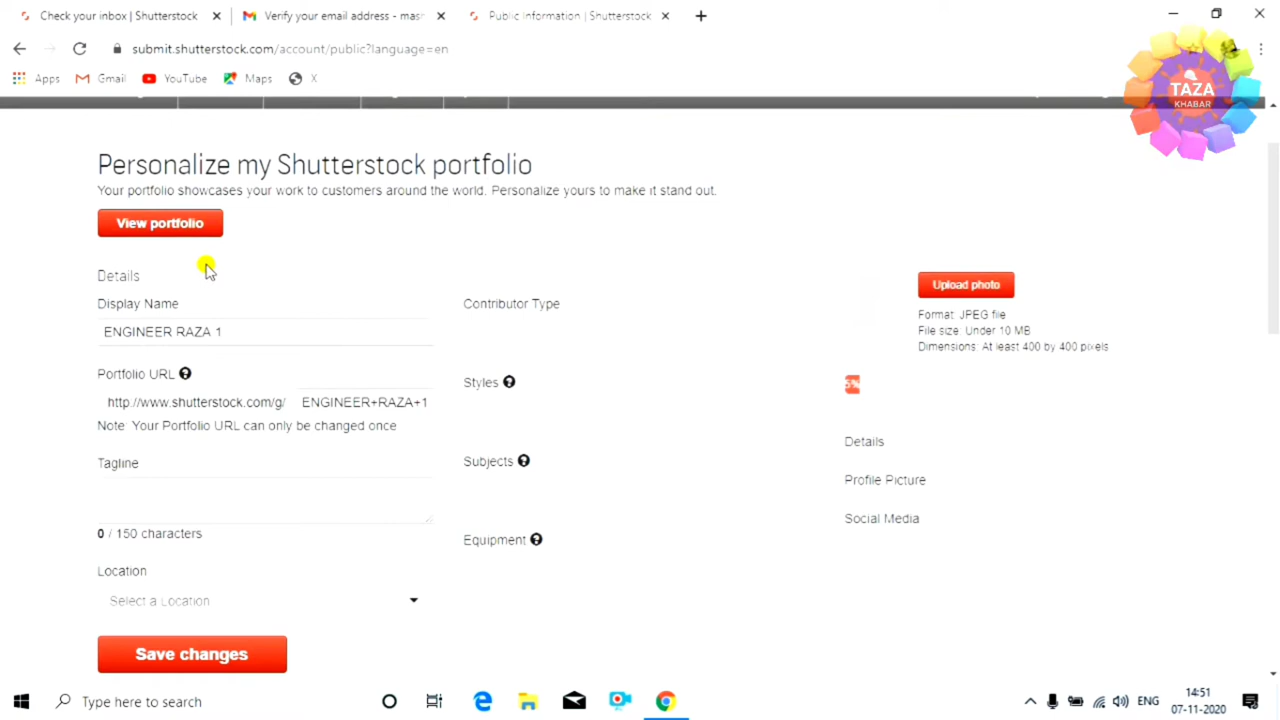 Check your inbox | Shutterstock
Verify your email address - mas
Public Information | Shutterstock
submit.shutterstock.com/account/public?language=en
Apps
Gmail
YouTube
Maps
X
TAZA
KHABAR
Personalize my Shutterstock portfolio
Your portfolio showcases your work to customers around the world. Personalize yours to make it stand out.
View portfolio
Details
Display Name
ENGINEER RAZA 1
Contributor Type
Upload photo
Format: JPEG file
File size: Under 10 MB
Dimensions: At least 400 by 400 pixels
Portfolio URL
http://www.shutterstock.com/g/
ENGINEER+RAZA+1
Note: Your Portfolio URL can only be changed once
Styles
5%
Tagline
0 / 150 characters
Subjects
Details
Profile Picture
Social Media
Equipment
Location
Select a Location
Save changes
Type here to search
ENG
14:51
07-11-2020